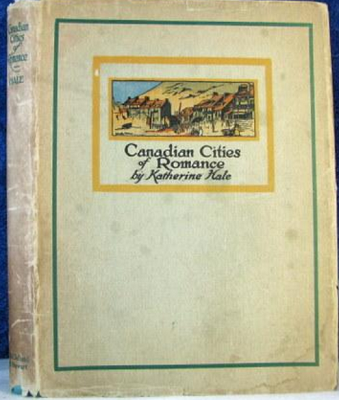 Canadian
Cities
of
Romance
HALE
Canadian Cities
of Romance
by Katherine Hale